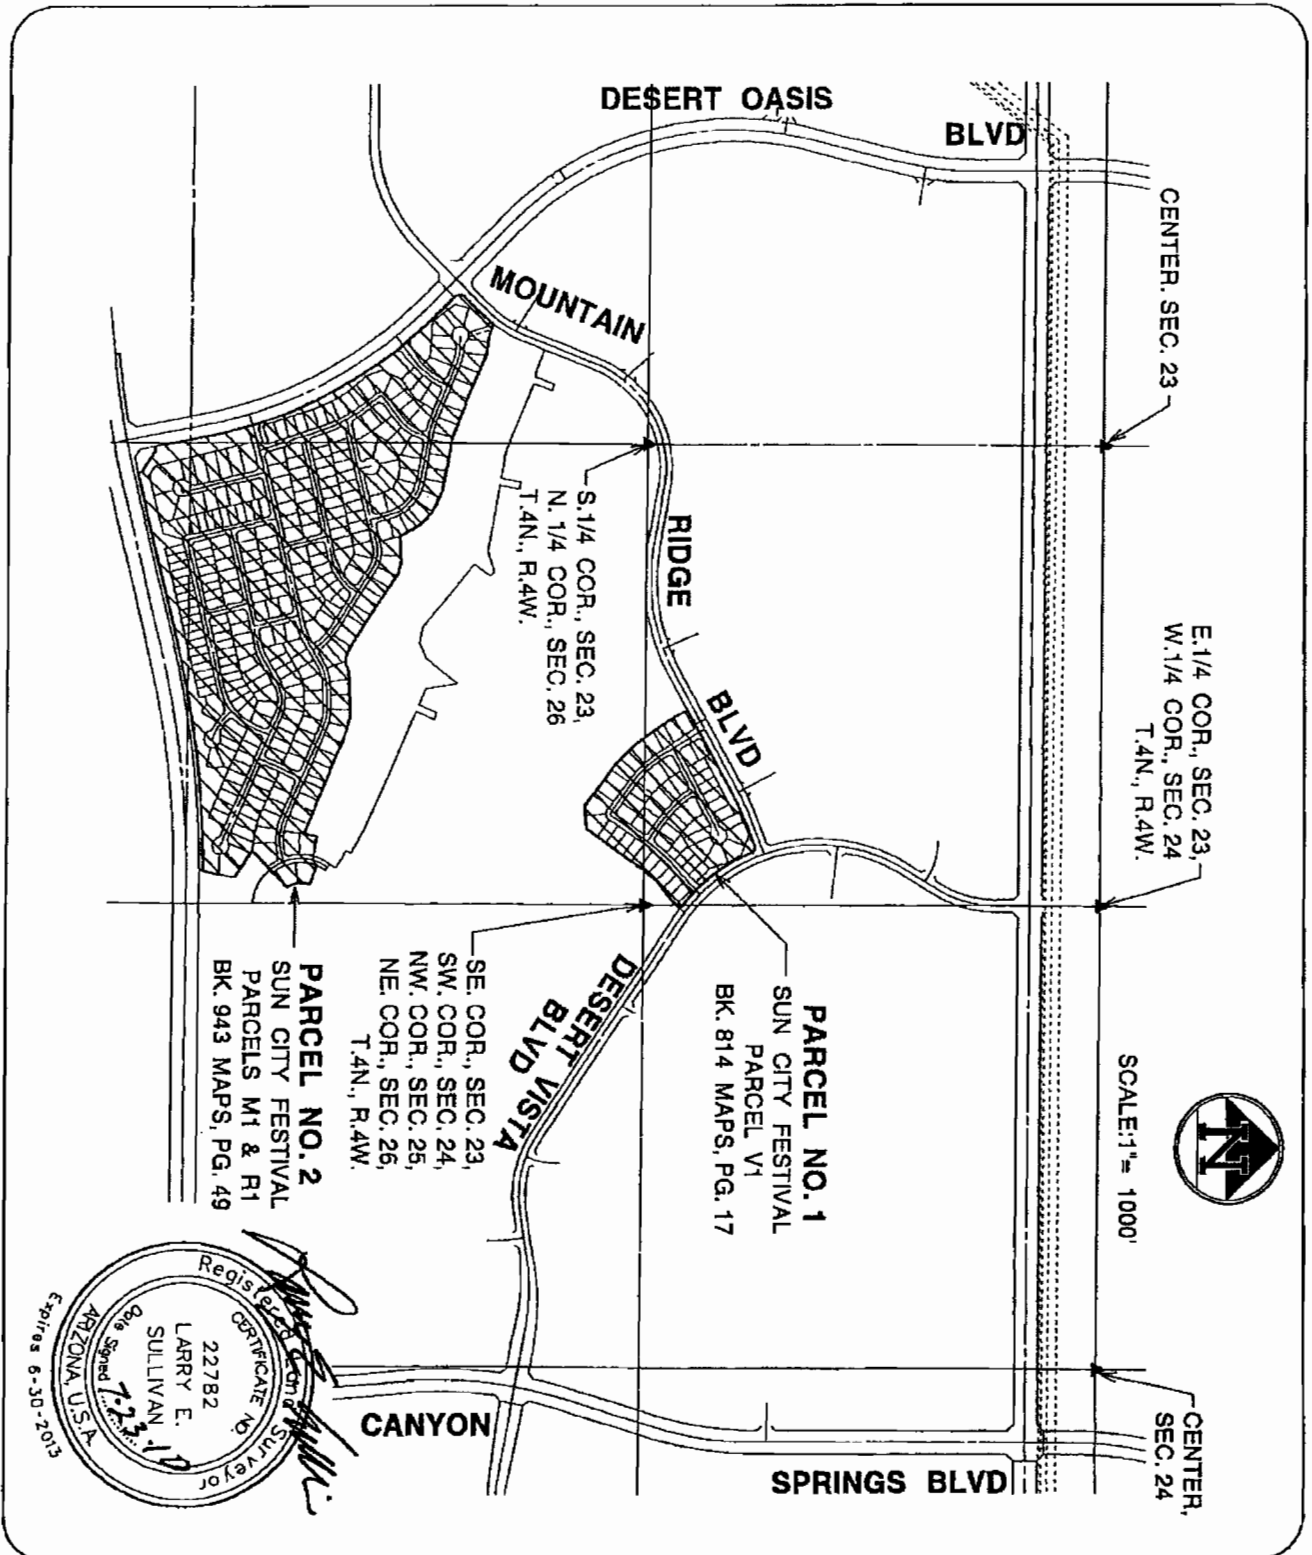 DESERT OASIS
BLVD
CENTER, SEC. 23
MOUNTAIN
RIDGE
BLVD
S.1/4 COR., SEC. 23,
N. 1/4 COR., SEC. 26
T.4N., R.4W.
E.1/4 COR., SEC. 23,
W.1/4 COR., SEC. 24
T.4N., R.4W.
SCALE:1"= 1000'
N
PARCEL NO. 1
SUN CITY FESTIVAL
PARCEL V1
BK. 814 MAPS, PG. 17
DESERT VISTA
BLVD
SE. COR., SEC. 23,
SW. COR., SEC. 24,
NW. COR., SEC. 25,
NE. COR., SEC. 26,
T.4N., R.4W.
PARCEL NO. 2
SUN CITY FESTIVAL
PARCELS M1 & R1
BK. 943 MAPS, PG. 49
CENTER,
SEC. 24
CANYON
SPRINGS BLVD
Registered Land Surveyor
CERTIFICATE NO.
22782
LARRY E.
SULLIVAN
Date Signed 7-23-10
ARIZONA, U.S.A.
Expires 6-30-2013